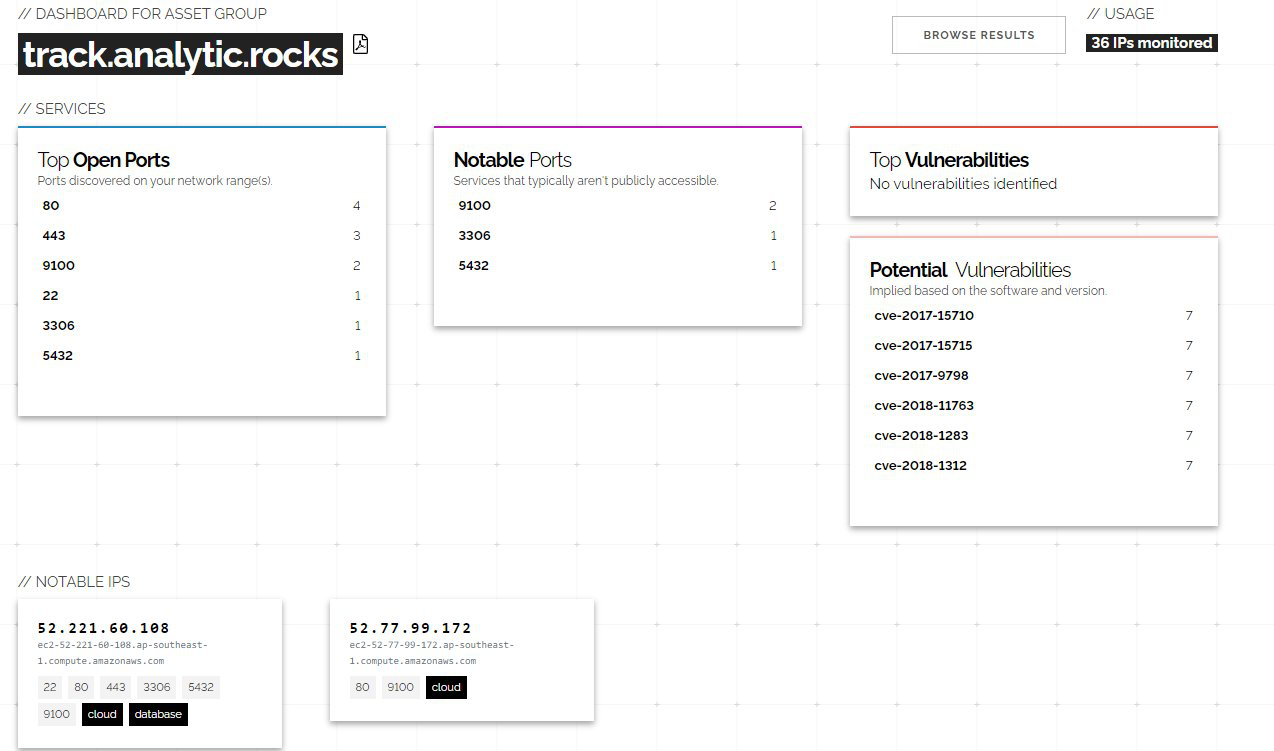 // DASHBOARD FOR ASSET GROUP
track.analytic.rocks
BROWSE RESULTS
// USAGE
36 IPs monitored
// SERVICES
Top Open Ports
Ports discovered on your network range(s).
80 4
443 3
9100 2
22 1
3306 1
5432 1
Notable Ports
Services that typically aren't publicly accessible.
9100 2
3306 1
5432 1
Top Vulnerabilities
No vulnerabilities identified
Potential Vulnerabilities
Implied based on the software and version.
cve-2017-15710 7
cve-2017-15715 7
cve-2017-9798 7
cve-2018-11763 7
cve-2018-1283 7
cve-2018-1312 7
// NOTABLE IPS
52.221.60.108
ec2-52-221-60-108.ap-southeast-
1.compute.amazonaws.com
22 80 443 3306 5432
9100 cloud database
52.77.99.172
ec2-52-77-99-172.ap-southeast-
1.compute.amazonaws.com
80 9100 cloud